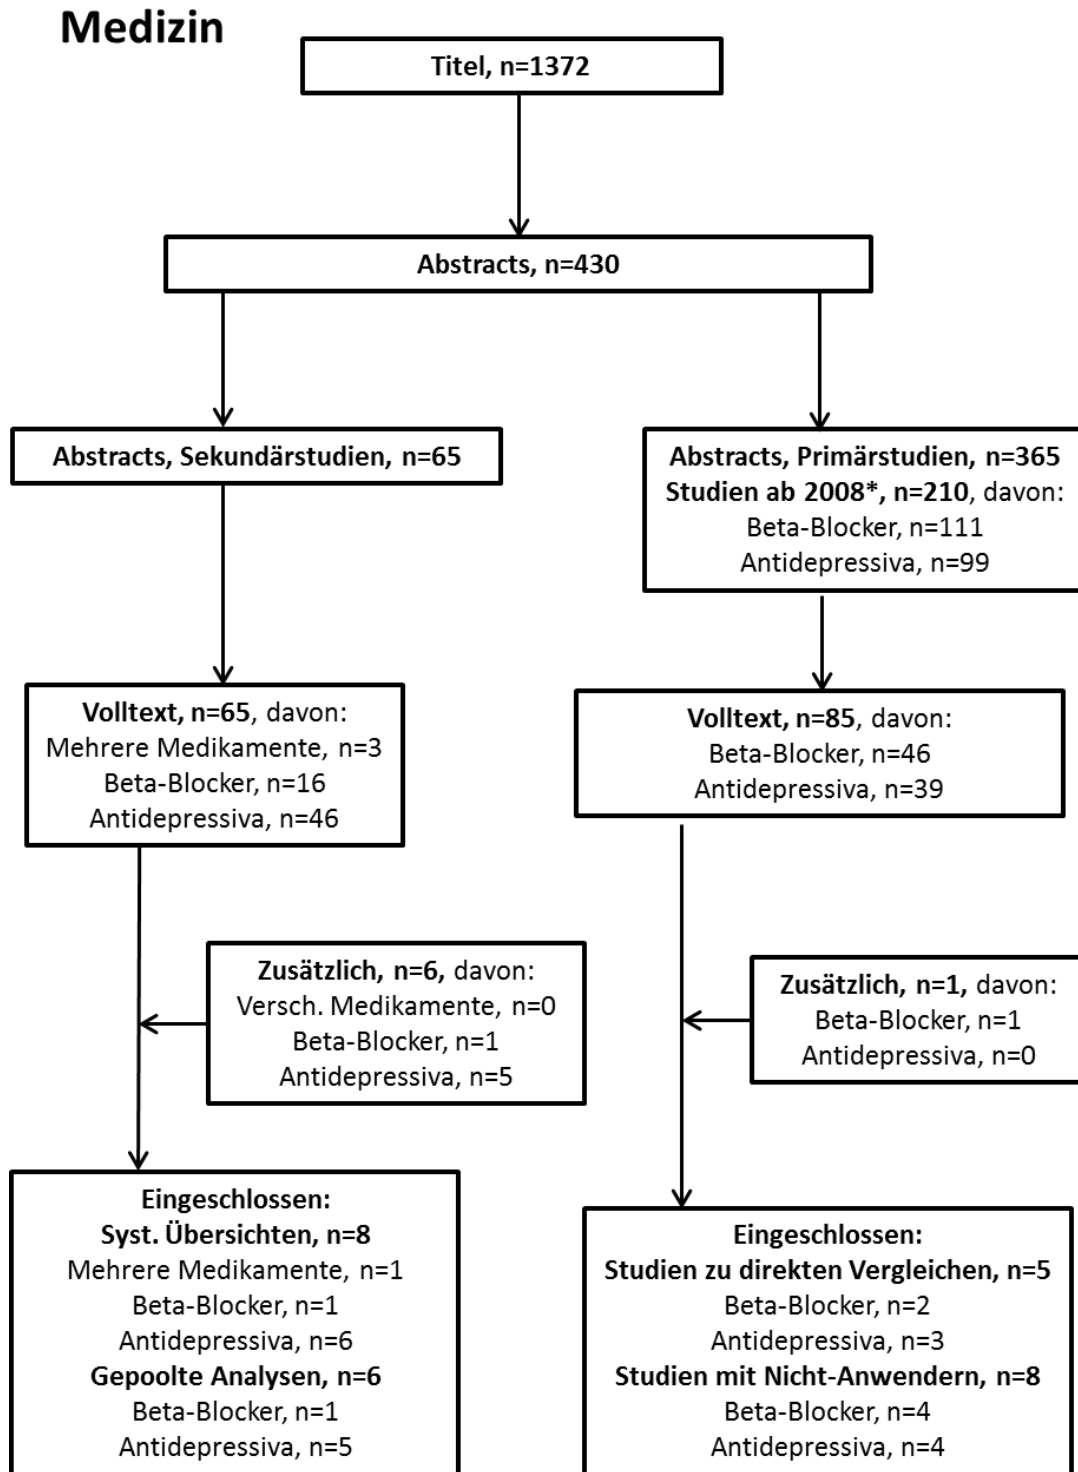 Medizin
Titel, n=1372
Abstracts, n=430
Abstracts, Sekundärstudien, n=65
Abstracts, Primärstudien, n=365
Studien ab 2008*, n=210, davon:
Beta-Blocker, n=111
Antidepressiva, n=99
Volltext, n=65, davon:
Mehrere Medikamente, n=3
Beta-Blocker, n=16
Antidepressiva, n=46
Volltext, n=85, davon:
Beta-Blocker, n=46
Antidepressiva, n=39
Zusätzlich, n=6, davon:
Versch. Medikamente, n=0
Beta-Blocker, n=1
Antidepressiva, n=5
Zusätzlich, n=1, davon:
Beta-Blocker, n=1
Antidepressiva, n=0
Eingeschlossen:
Syst. Übersichten, n=8
Mehrere Medikamente, n=1
Beta-Blocker, n=1
Antidepressiva, n=6
Gepoolte Analysen, n=6
Beta-Blocker, n=1
Antidepressiva, n=5
Eingeschlossen:
Studien zu direkten Vergleichen, n=5
Beta-Blocker, n=2
Antidepressiva, n=3
Studien mit Nicht-Anwendern, n=8
Beta-Blocker, n=4
Antidepressiva, n=4